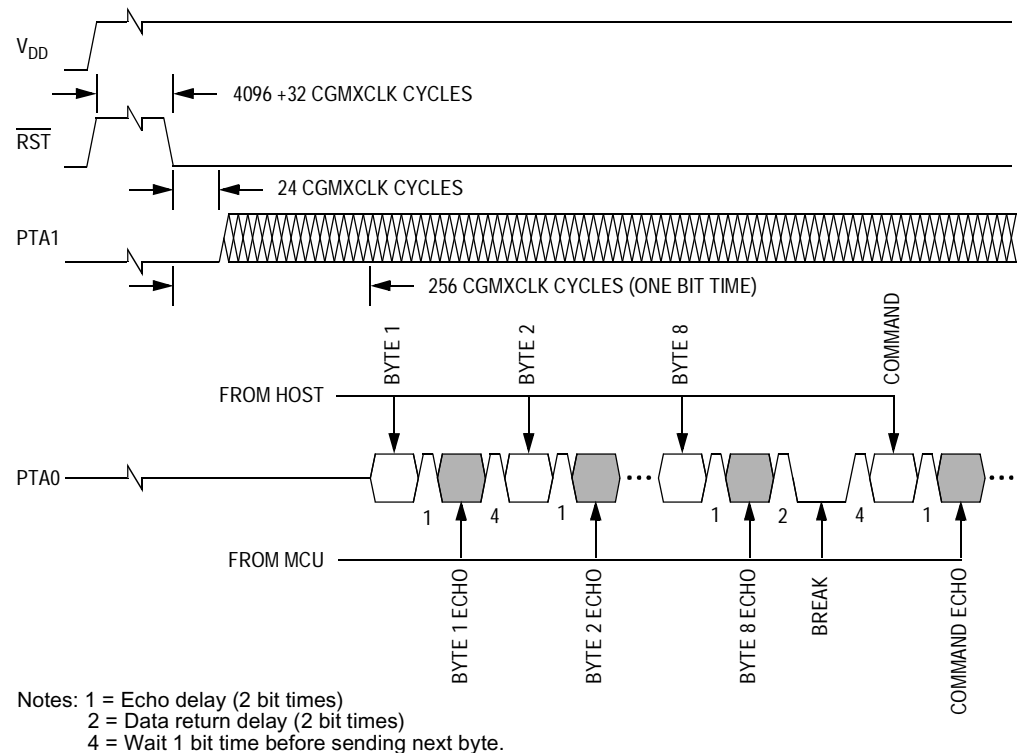 VDD
4096 +32 CGMXCLK CYCLES
RST
24 CGMXCLK CYCLES
PTA1
256 CGMXCLK CYCLES (ONE BIT TIME)
BYTE 1
BYTE 2
BYTE 8
COMMAND
FROM HOST
PTA0
1
4
1
1
2
4
1
FROM MCU
BYTE 1 ECHO
BYTE 2 ECHO
BYTE 8 ECHO
BREAK
COMMAND ECHO
Notes: 1 = Echo delay (2 bit times)
2 = Data return delay (2 bit times)
4 = Wait 1 bit time before sending next byte.